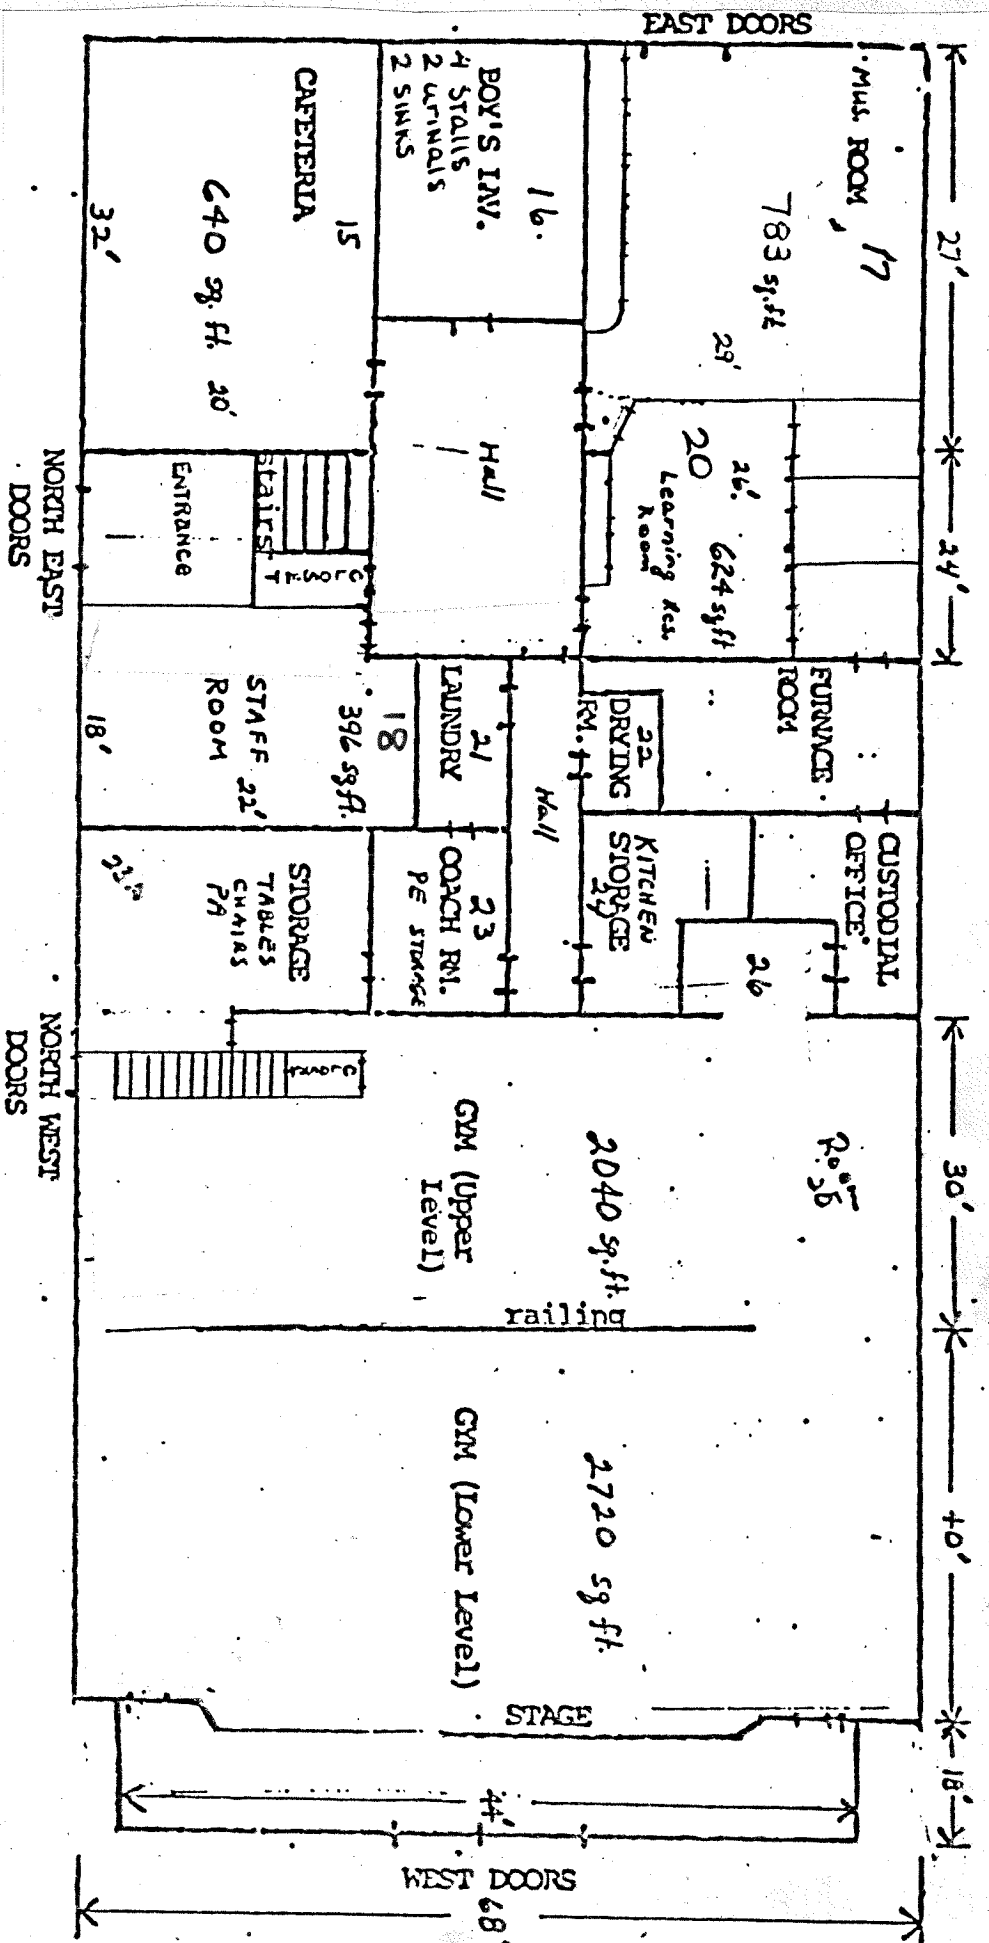 EAST DOORS
Mus. ROOM, 17
783 sq.ft
29'
27'
BOY'S LAV.
4 Stalls
2 urinals
2 SINKS
16.
CAFETERIA
15
640 sq. ft. 20'
32'
Hall
20
26'. 624 sq ft
Learning Res.
Room
24'
stairs
CLOSET
ENTRANCE
NORTH EAST
DOORS
FURNACE
ROOM
22
DRYING
RM.
21
LAUNDRY
Hall
18
396 sq ft.
STAFF 22'
ROOM
18'
CUSTODIAL
OFFICE
KITCHEN
STORAGE
24
26
23
COACH RM.
PE STORAGE
STORAGE
TABLES
CHAIRS
PA
NORTH WEST
DOORS
CLOSET
Room
GYM (Upper
Level)
2040 sq.ft.
30'
railing
GYM (Lower Level)
2720 sq ft.
40'
STAGE
18'
44'
WEST DOORS
68'